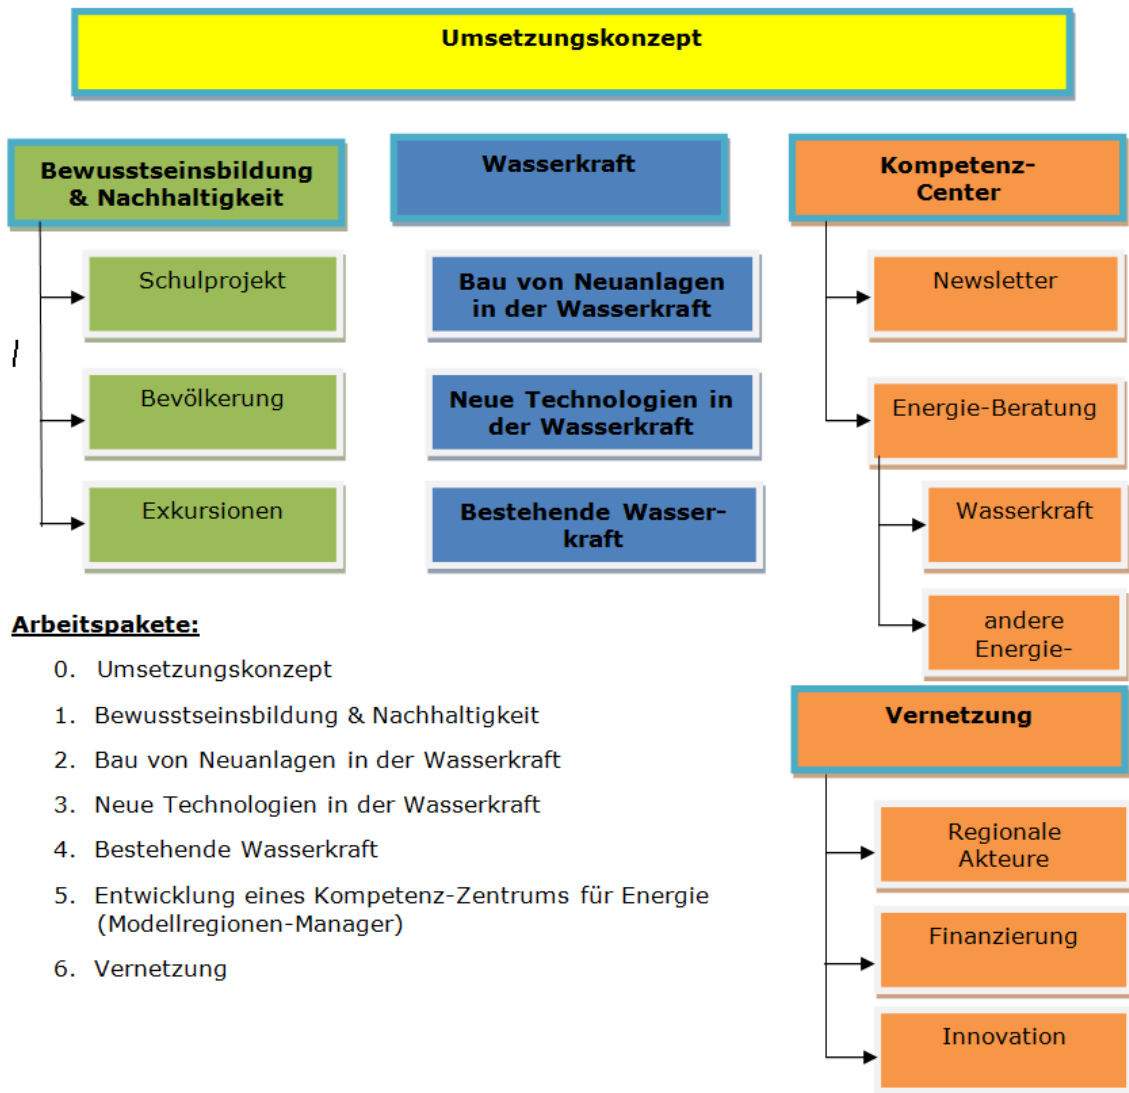 Umsetzungskonzept
Bewusstseinsbildung
& Nachhaltigkeit
Schulprojekt
Bevölkerung
Exkursionen
Wasserkraft
Bau von Neuanlagen
in der Wasserkraft
Neue Technologien in
der Wasserkraft
Bestehende Wasser-
kraft
Kompetenz-
Center
Newsletter
Energie-Beratung
Wasserkraft
andere
Energie-
Vernetzung
Regionale
Akteure
Finanzierung
Innovation
Arbeitspakete:
0. Umsetzungskonzept
1. Bewusstseinsbildung & Nachhaltigkeit
2. Bau von Neuanlagen in der Wasserkraft
3. Neue Technologien in der Wasserkraft
4. Bestehende Wasserkraft
5. Entwicklung eines Kompetenz-Zentrums für Energie
(Modellregionen-Manager)
6. Vernetzung